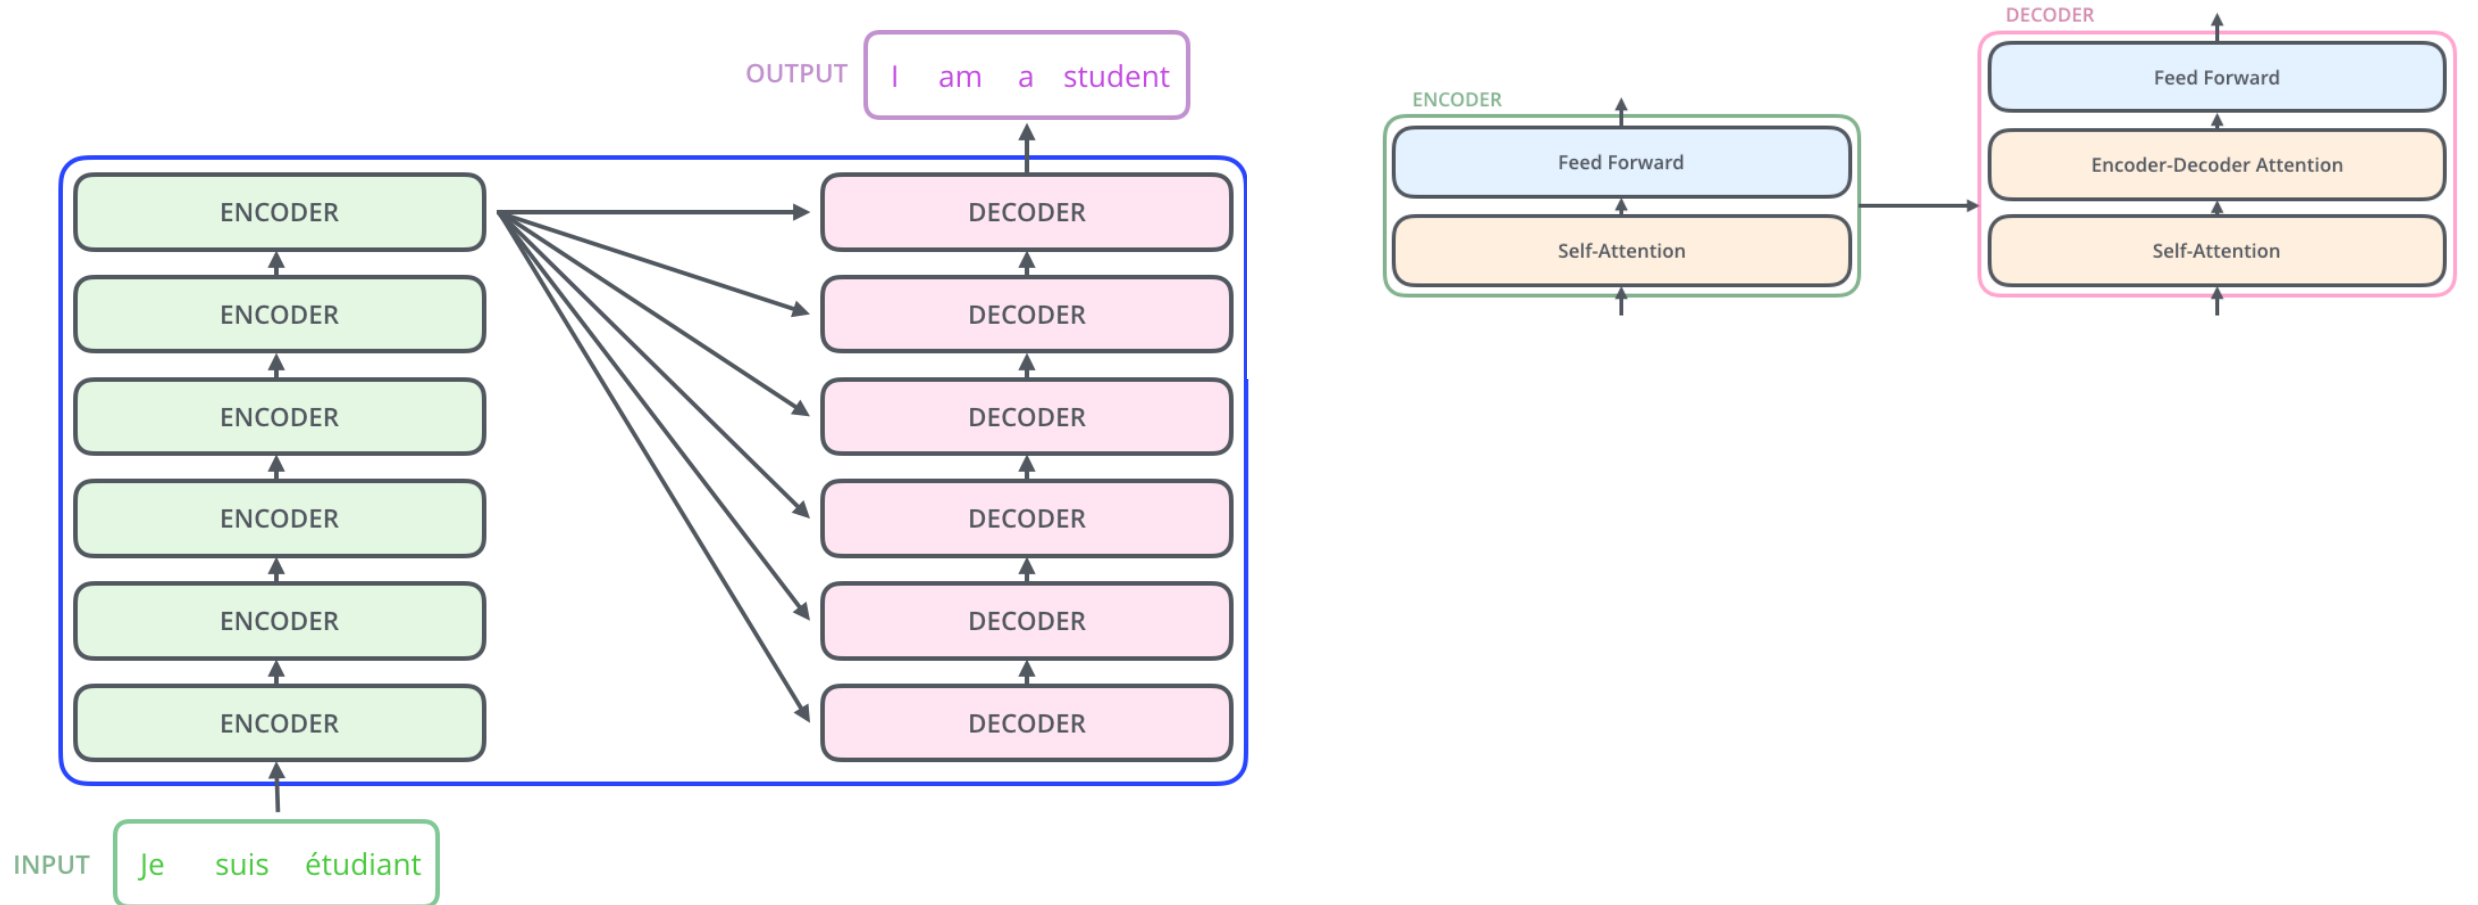 OUTPUT I am a student
ENCODER DECODER
ENCODER DECODER
ENCODER DECODER
ENCODER DECODER
ENCODER DECODER
ENCODER DECODER
INPUT Je suis étudiant
ENCODER
Feed Forward
Self-Attention
DECODER
Feed Forward
Encoder-Decoder Attention
Self-Attention